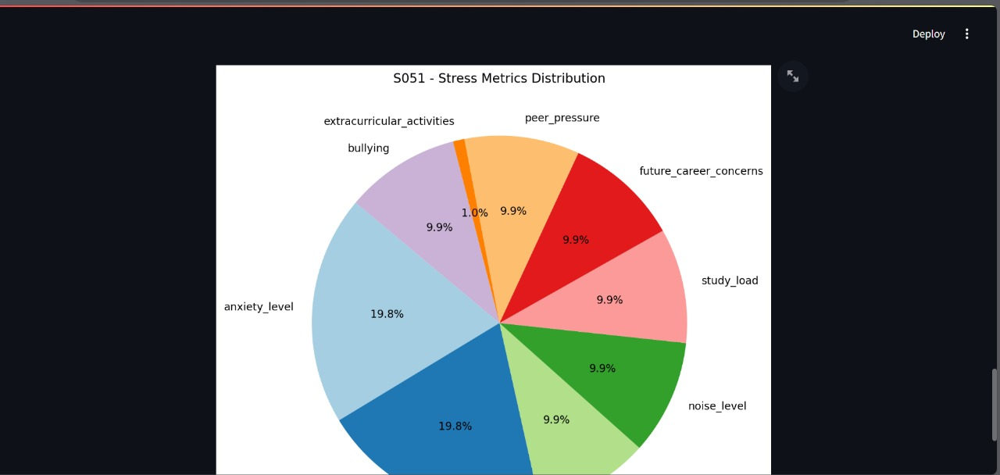 Deploy
S051 - Stress Metrics Distribution
peer_pressure
extracurricular_activities
bullying
future_career_concerns
1.0%
9.9%
9.9%
9.9%
study_load
9.9%
anxiety_level
19.8%
9.9%
noise_level
9.9%
19.8%